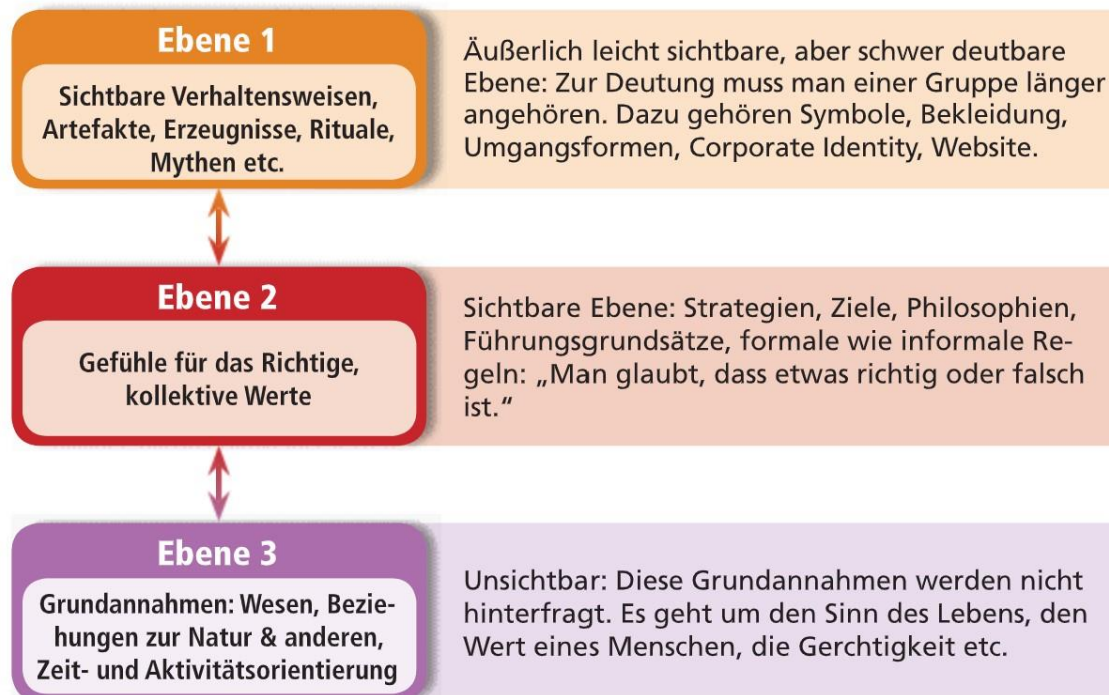 Ebene 1
Sichtbare Verhaltensweisen,
Artefakte, Erzeugnisse, Rituale,
Mythen etc.
Äußerlich leicht sichtbare, aber schwer deutbare
Ebene: Zur Deutung muss man einer Gruppe länger
angehören. Dazu gehören Symbole, Bekleidung,
Umgangsformen, Corporate Identity, Website.
Ebene 2
Gefühle für das Richtige,
kollektive Werte
Sichtbare Ebene: Strategien, Ziele, Philosophien,
Führungsgrundsätze, formale wie informale Re-
geln: „Man glaubt, dass etwas richtig oder falsch
ist.“
Ebene 3
Grundannahmen: Wesen, Bezie-
hungen zur Natur & anderen,
Zeit- und Aktivitätsorientierung
Unsichtbar: Diese Grundannahmen werden nicht
hinterfragt. Es geht um den Sinn des Lebens, den
Wert eines Menschen, die Gerchtigkeit etc.